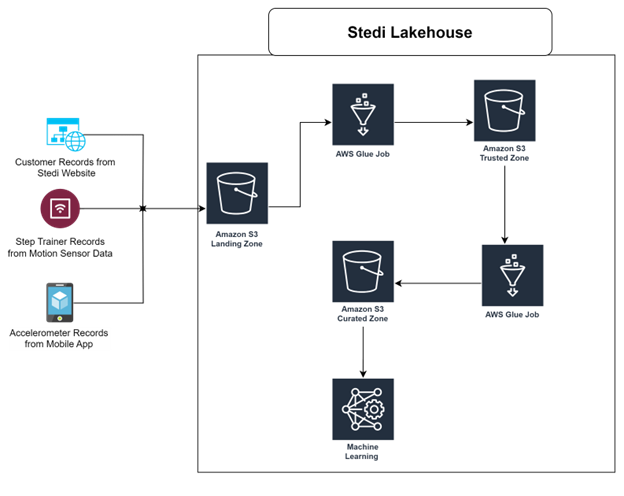 Stedi Lakehouse
Customer Records from
Stedi Website
Step Trainer Records
from Motion Sensor Data
Accelerometer Records
from Mobile App
Amazon S3
Landing Zone
AWS Glue Job
Amazon S3
Trusted Zone
AWS Glue Job
Amazon S3
Curated Zone
Machine
Learning